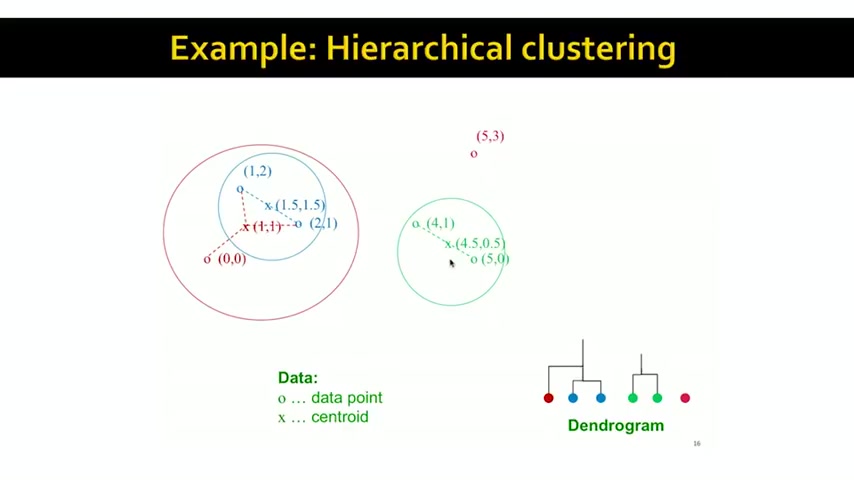 Example: Hierarchical clustering
(5,3)
o
(1,2)
o
x (1.5,1.5)
x (1,1) o (2,1)
o (0,0)
o (4,1)
x (4.5,0.5)
o (5,0)
Data:
o … data point
x … centroid
Dendrogram
16